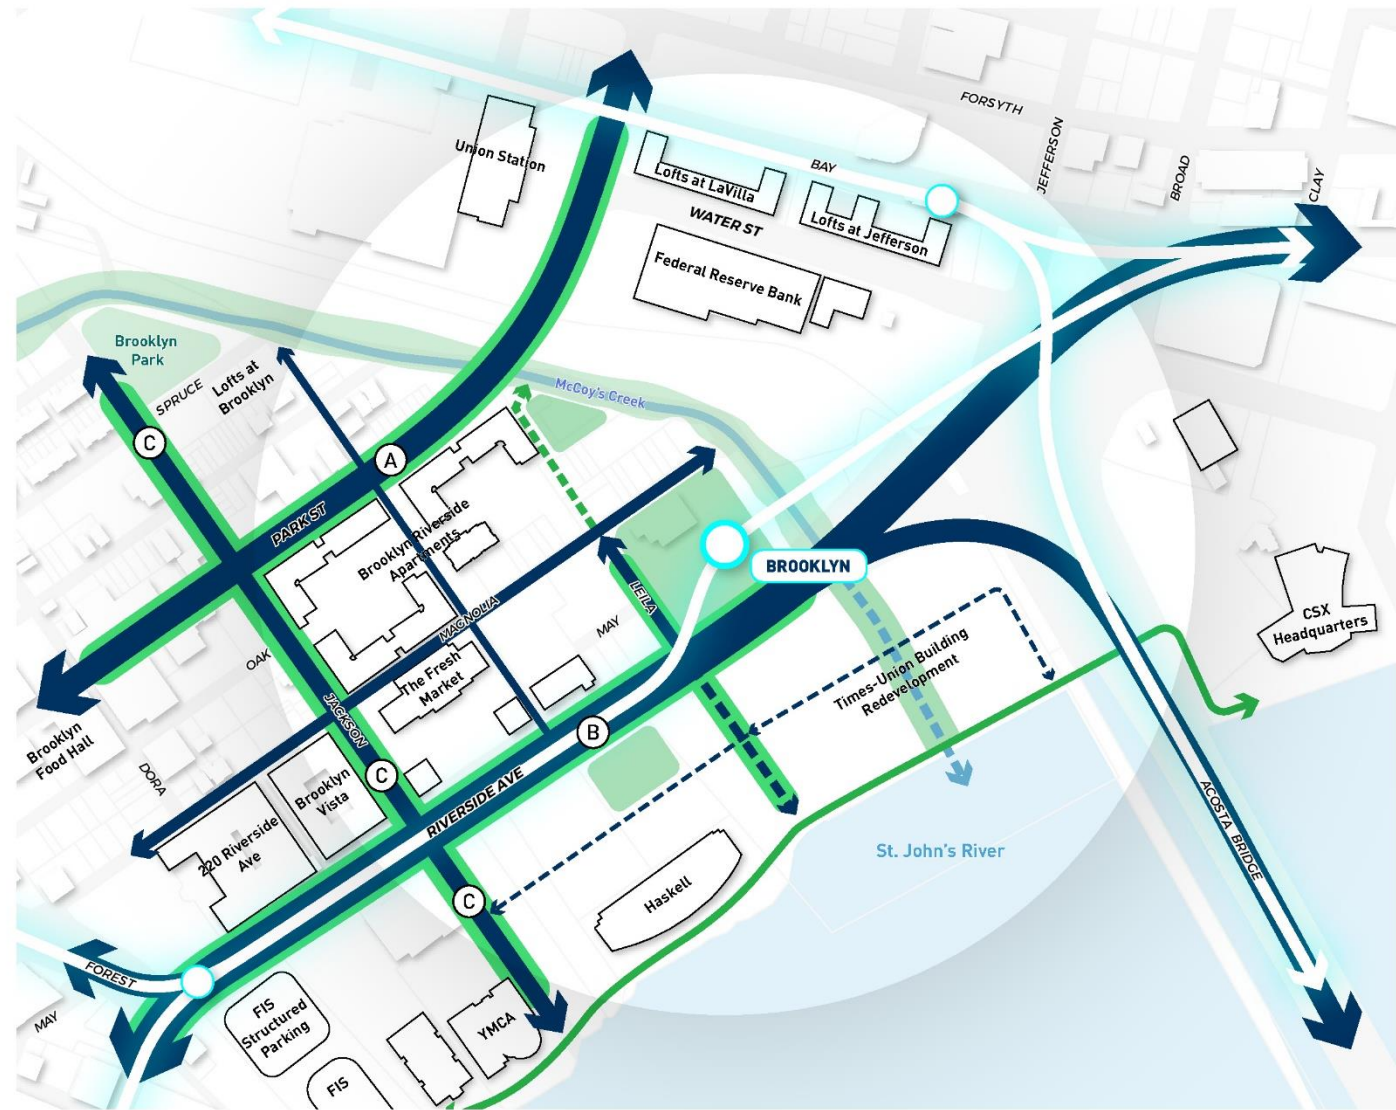 FORSYTH
JEFFERSON
BROAD
CLAY
BAY
Union Station
Lofts at LaVilla
WATER ST
Lofts at Jefferson
Federal Reserve Bank
Brooklyn
Park
SPRUCE
Lofts at
Brooklyn
McCoy's Creek
C
A
PARK ST
Brooklyn Riverside
Apartments
BROOKLYN
LEILA
MAY
MAGNOLIA
OAK
The Fresh
Market
JACKSON
CSX
Headquarters
Times-Union Building
Redevelopment
Brooklyn
Food Hall
DORA
B
C
Brooklyn
Vista
RIVERSIDE AVE
220 Riverside
Ave
St. John's River
ACOSTA BRIDGE
Haskell
C
FOREST
MAY
FIS
Structured
Parking
YMCA
FIS